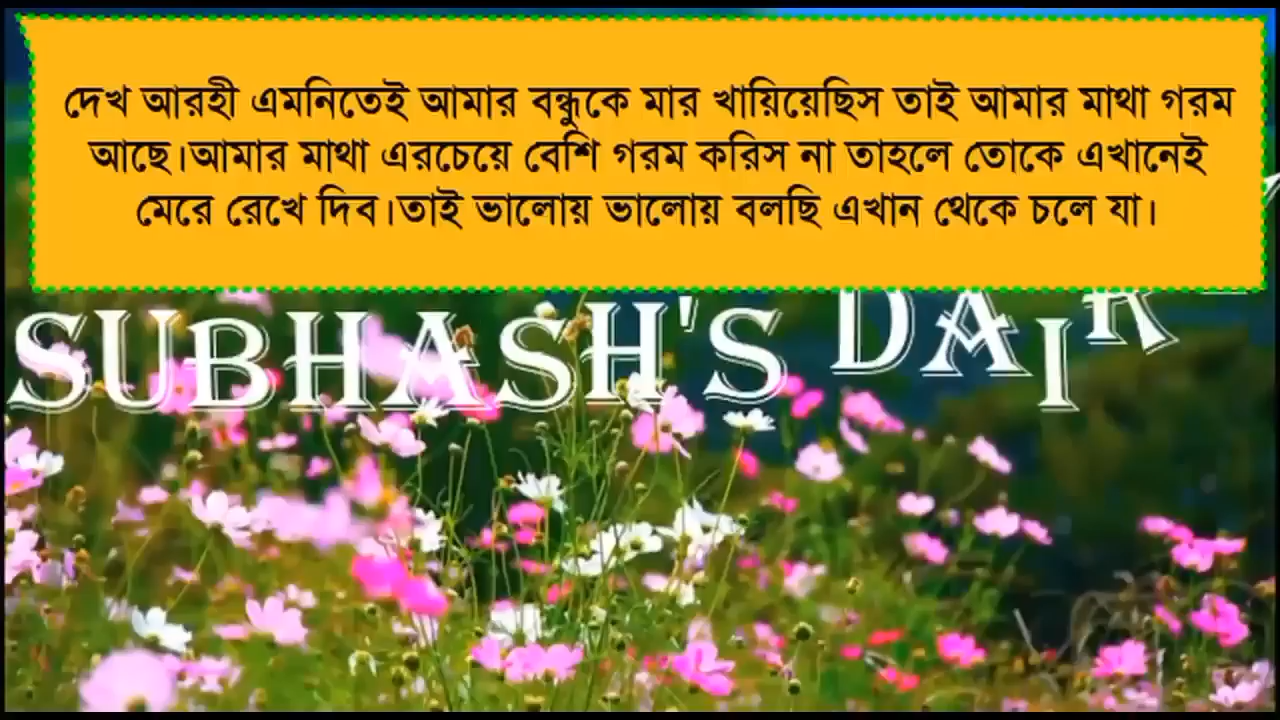 দেখ আরহী এমনিতেই আমার বন্ধুকে মার খায়িয়েছিস তাই আমার মাথা গরম
আছে।আমার মাথা এরচেয়ে বেশি গরম করিস না তাহলে তোকে এখানেই
মেরে রেখে দিব।তাই ভালোয় ভালোয় বলছি এখান থেকে চলে যা।
SUBHASH'S DAIR